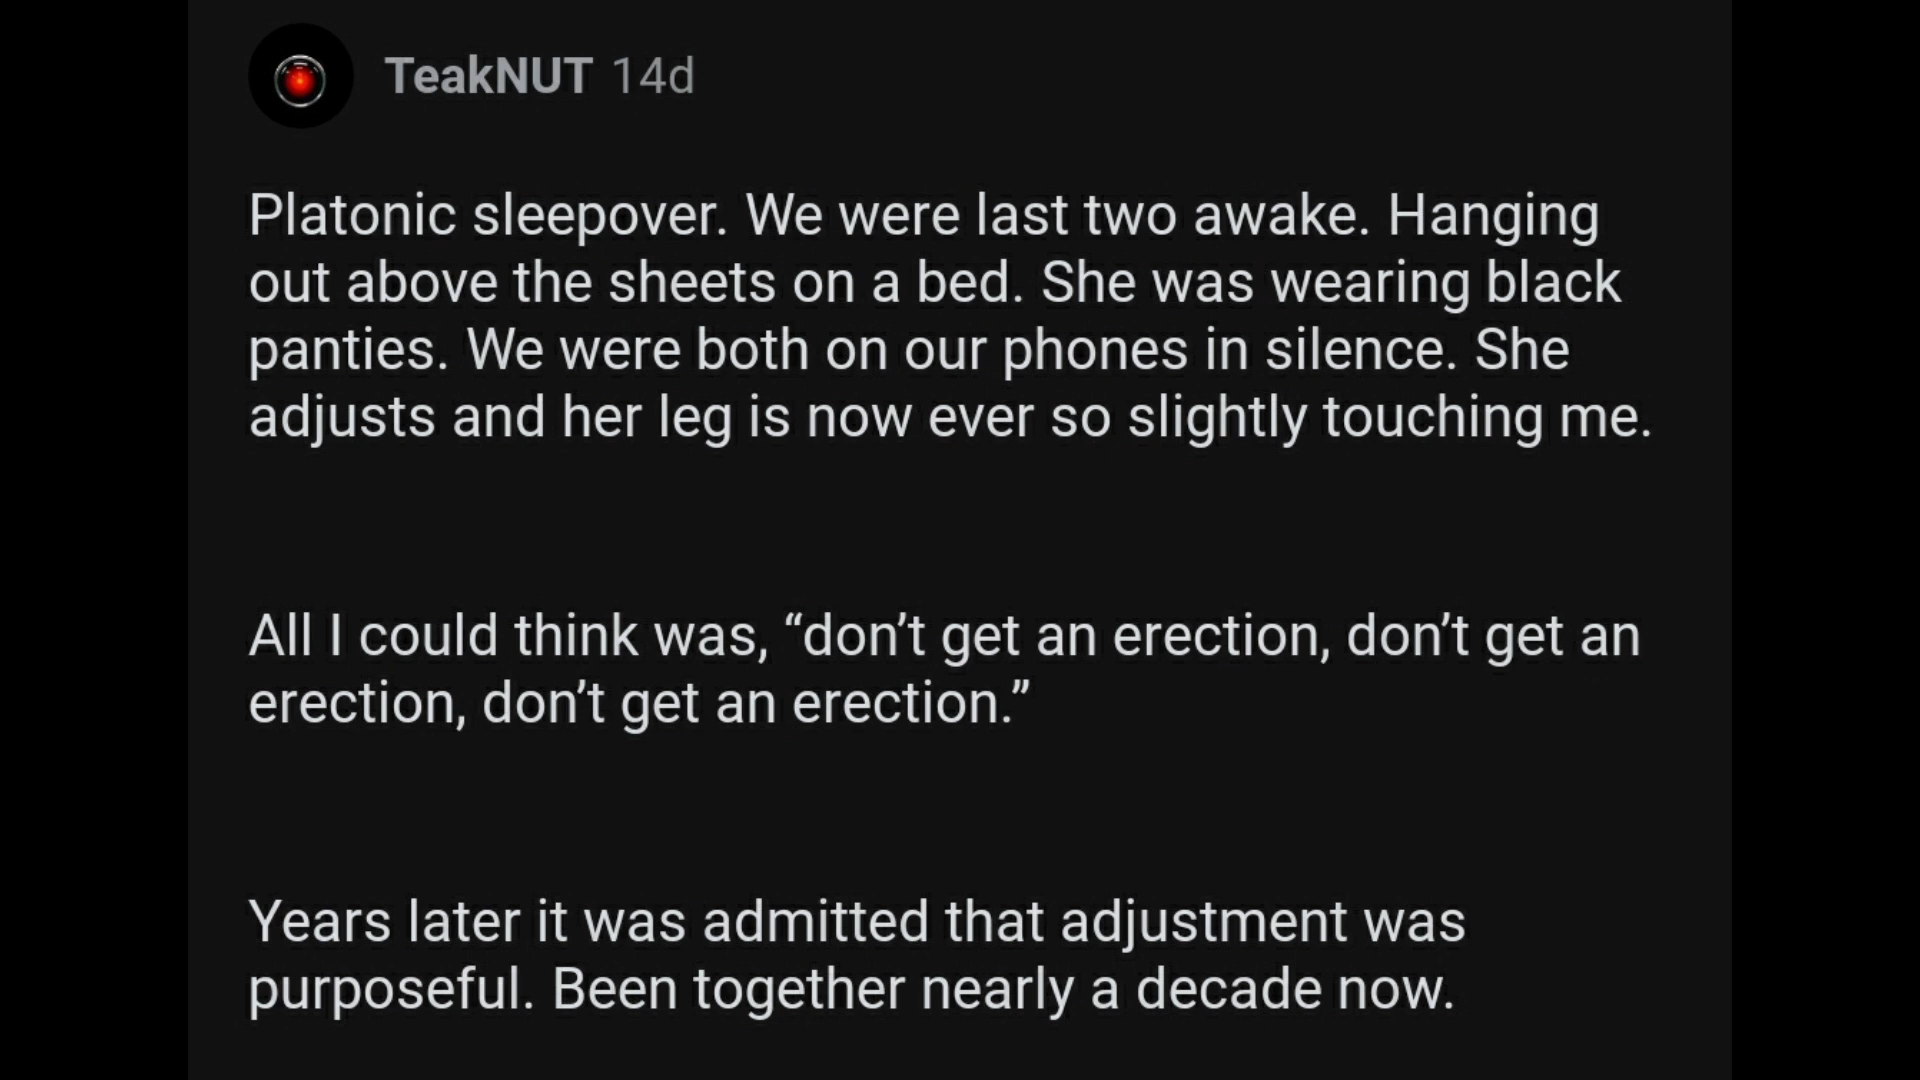 TeakNUT 14d
Platonic sleepover. We were last two awake. Hanging
out above the sheets on a bed. She was wearing black
panties. We were both on our phones in silence. She
adjusts and her leg is now ever so slightly touching me.
All I could think was, “don’t get an erection, don’t get an
erection, don’t get an erection.”
Years later it was admitted that adjustment was
purposeful. Been together nearly a decade now.